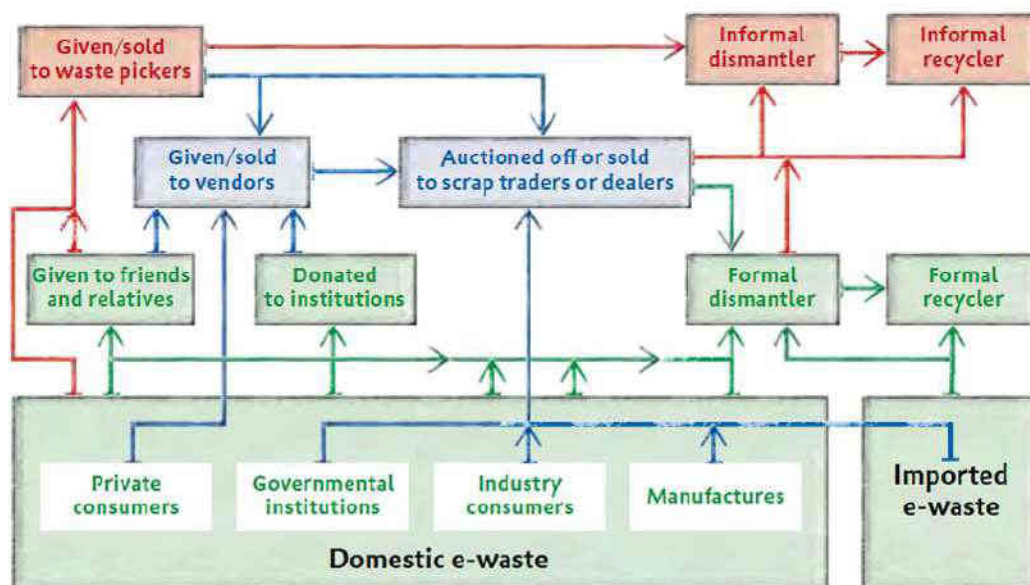 Given/sold
to waste pickers
Informal
dismantler
Informal
recycler
Given/sold
to vendors
Auctioned off or sold
to scrap traders or dealers
Given to friends
and relatives
Donated
to institutions
Formal
dismantler
Formal
recycler
Private
consumers
Governmental
institutions
Industry
consumers
Manufactures
Imported
e-waste
Domestic e-waste